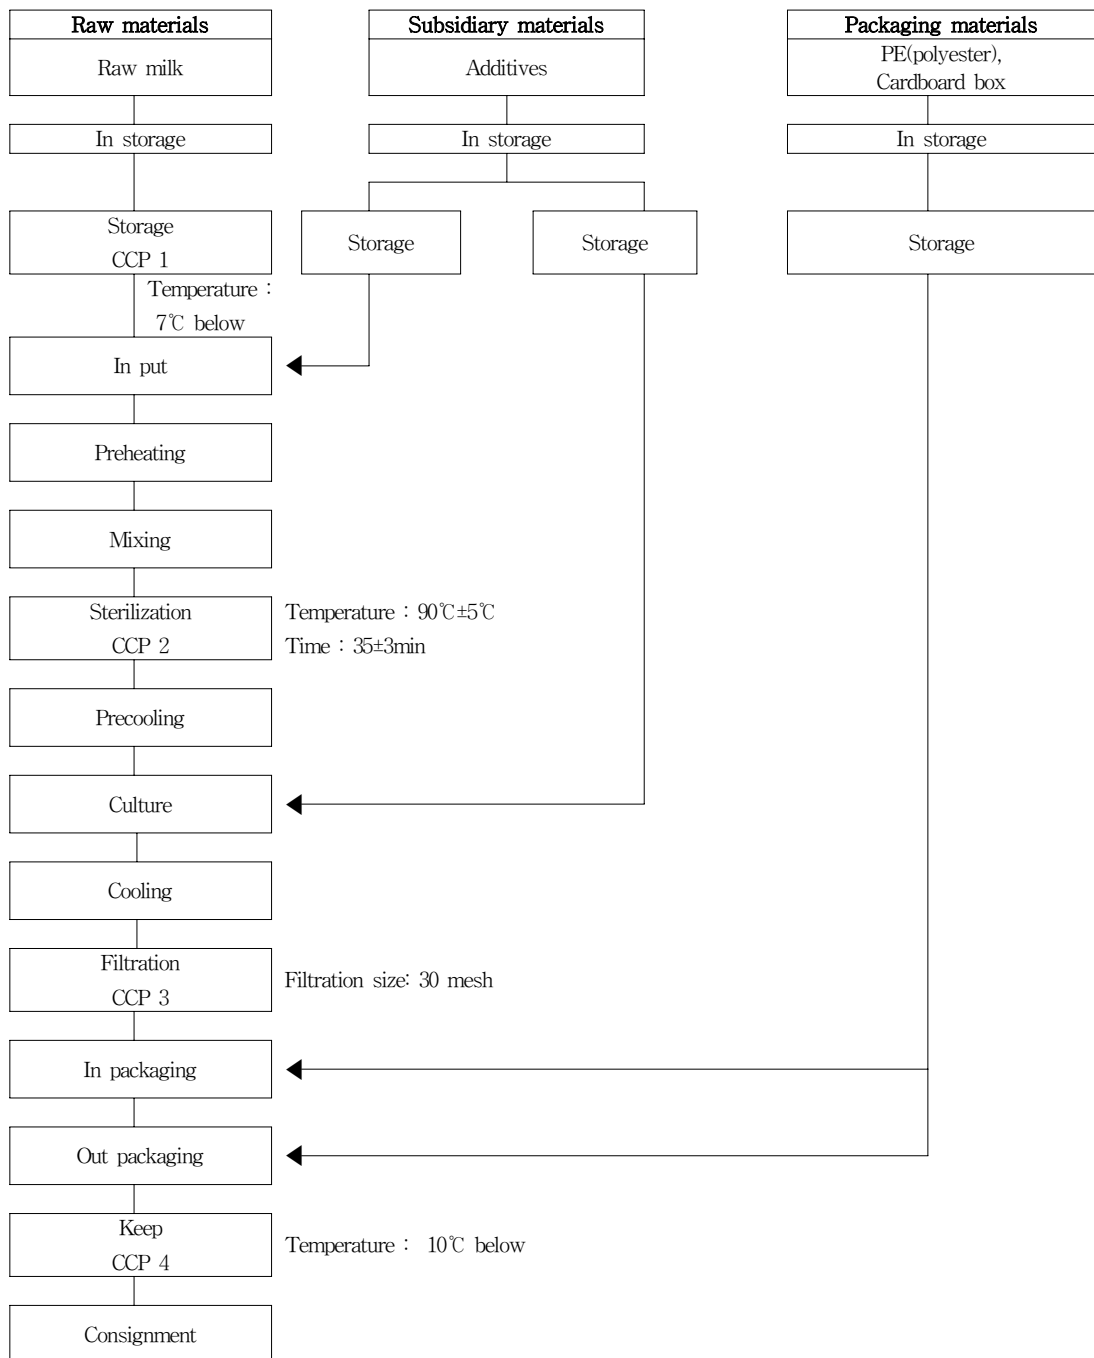 Raw materials
Subsidiary materials
Packaging materials
Raw milk
Additives
PE(polyester),
Cardboard box
In storage
In storage
In storage
Storage
CCP 1
Storage
Storage
Storage
Temperature :
7℃ below
In put
Preheating
Mixing
Sterilization
CCP 2
Temperature : 90℃±5℃
Time : 35±3min
Precooling
Culture
Cooling
Filtration
CCP 3
Filtration size: 30 mesh
In packaging
Out packaging
Keep
CCP 4
Temperature : 10℃ below
Consignment